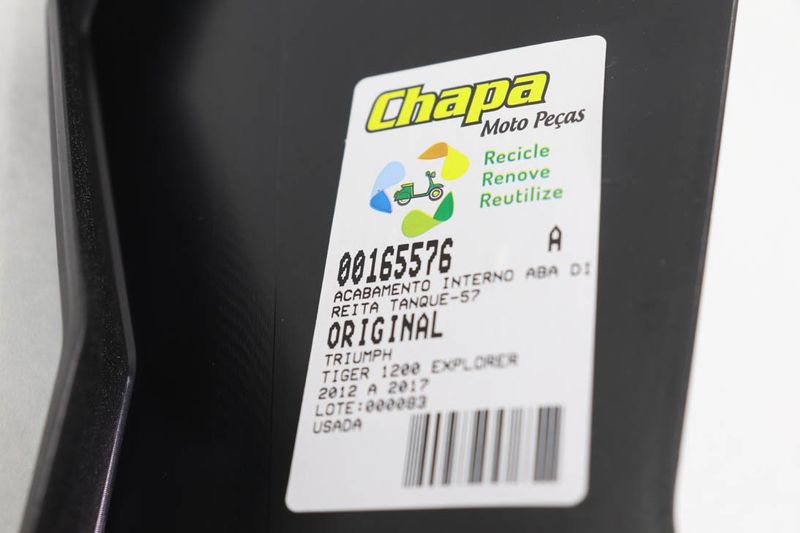 Chapa
Moto Peças
Recicle
Renove
Reutilize
00165576 A
ACABAMENTO INTERNO ABA DI
REITA TANQUE-57
ORIGINAL
TRIUMPH
TIGER 1200 EXPLORER
2012 A 2017
LOTE:000083
USADA